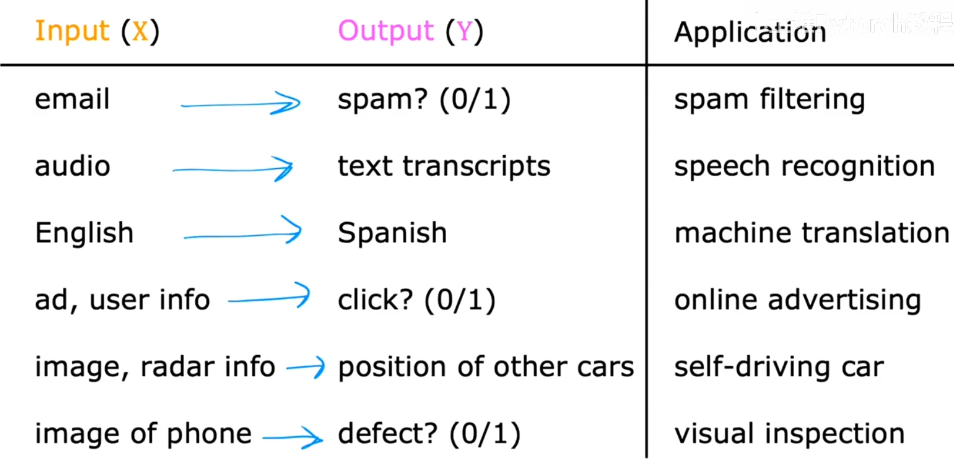 Input (X) Output (Y) Application
email spam? (0/1) spam filtering
audio text transcripts speech recognition
English Spanish machine translation
ad, user info click? (0/1) online advertising
image, radar info position of other cars self-driving car
image of phone defect? (0/1) visual inspection